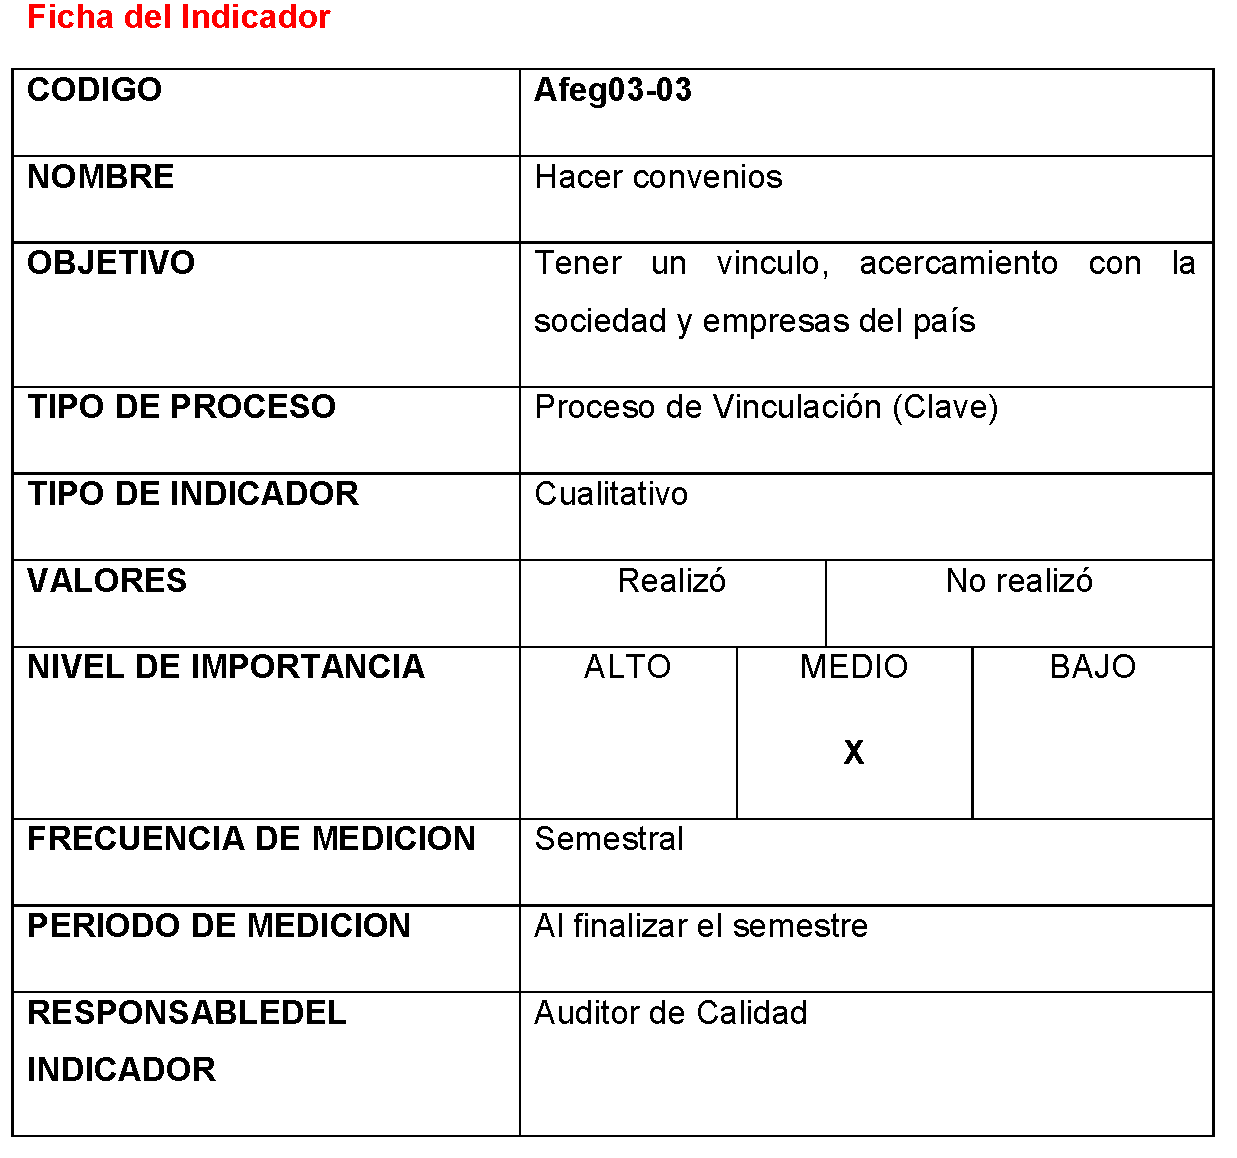 Ficha del Indicador
CODIGO Afeg03-03
NOMBRE Hacer convenios
OBJETIVO Tener un vinculo, acercamiento con la
sociedad y empresas del país
TIPO DE PROCESO Proceso de Vinculación (Clave)
TIPO DE INDICADOR Cualitativo
VALORES Realizó No realizó
NIVEL DE IMPORTANCIA ALTO MEDIO BAJO
X
FRECUENCIA DE MEDICION Semestral
PERIODO DE MEDICION Al finalizar el semestre
RESPONSABLEDEL Auditor de Calidad
INDICADOR